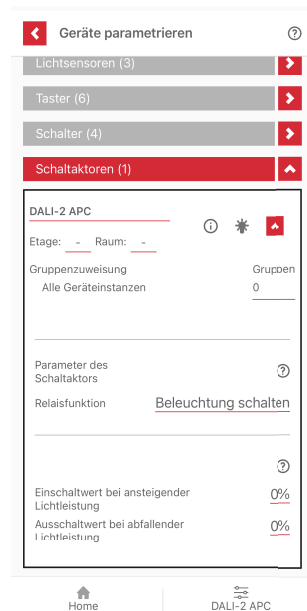 Geräte parametrieren
Lichtsensoren (3)
Taster (6)
Schalter (4)
Schaltaktoren (1)
DALI-2 APC
Etage: - Raum: -
Gruppenzuweisung Gruppen
Alle Geräteinstanzen 0
Parameter des
Schaltaktors
Relaisfunktion Beleuchtung schalten
Einschaltwert bei ansteigender 0%
Lichtleistung
Ausschaltwert bei abfallender 0%
Lichtleistung
Home DALI-2 APC